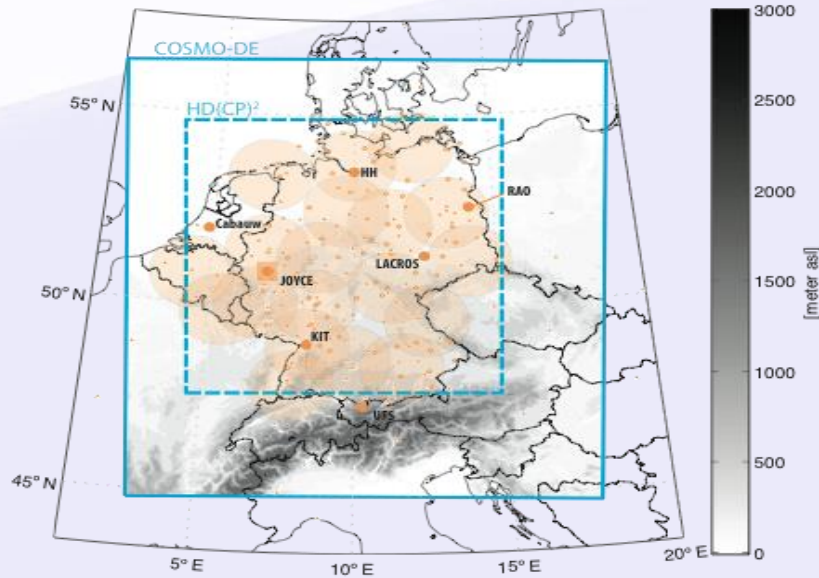 COSMO-DE
HD(CP)²
55° N
50° N
45° N
5° E
10° E
15° E
20° E
HH
RAO
Cabauw
LACROS
JOYCE
KIT
UFS
3000
2500
2000
1500
1000
500
0
[meter asl]